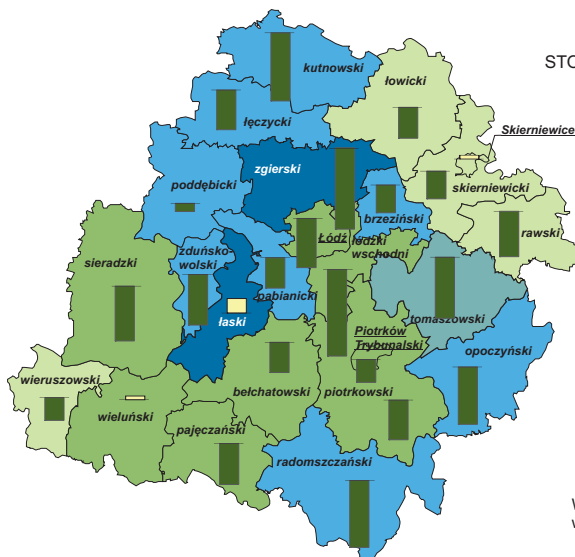 kutnowski
łowicki
STO
łęczycki
Skierniewice
zgierski
poddębicki
skierniewicki
brzeziński
rawski
Łódź
łódzki
wschodni
sieradzki
zduńsko-
wolski
pabianicki
łaski
tomaszowski
Piotrków
Trybunalski
opoczyński
wieruszowski
bełchatowski
piotrkowski
wieluński
pajęczański
radomszczański
W
w